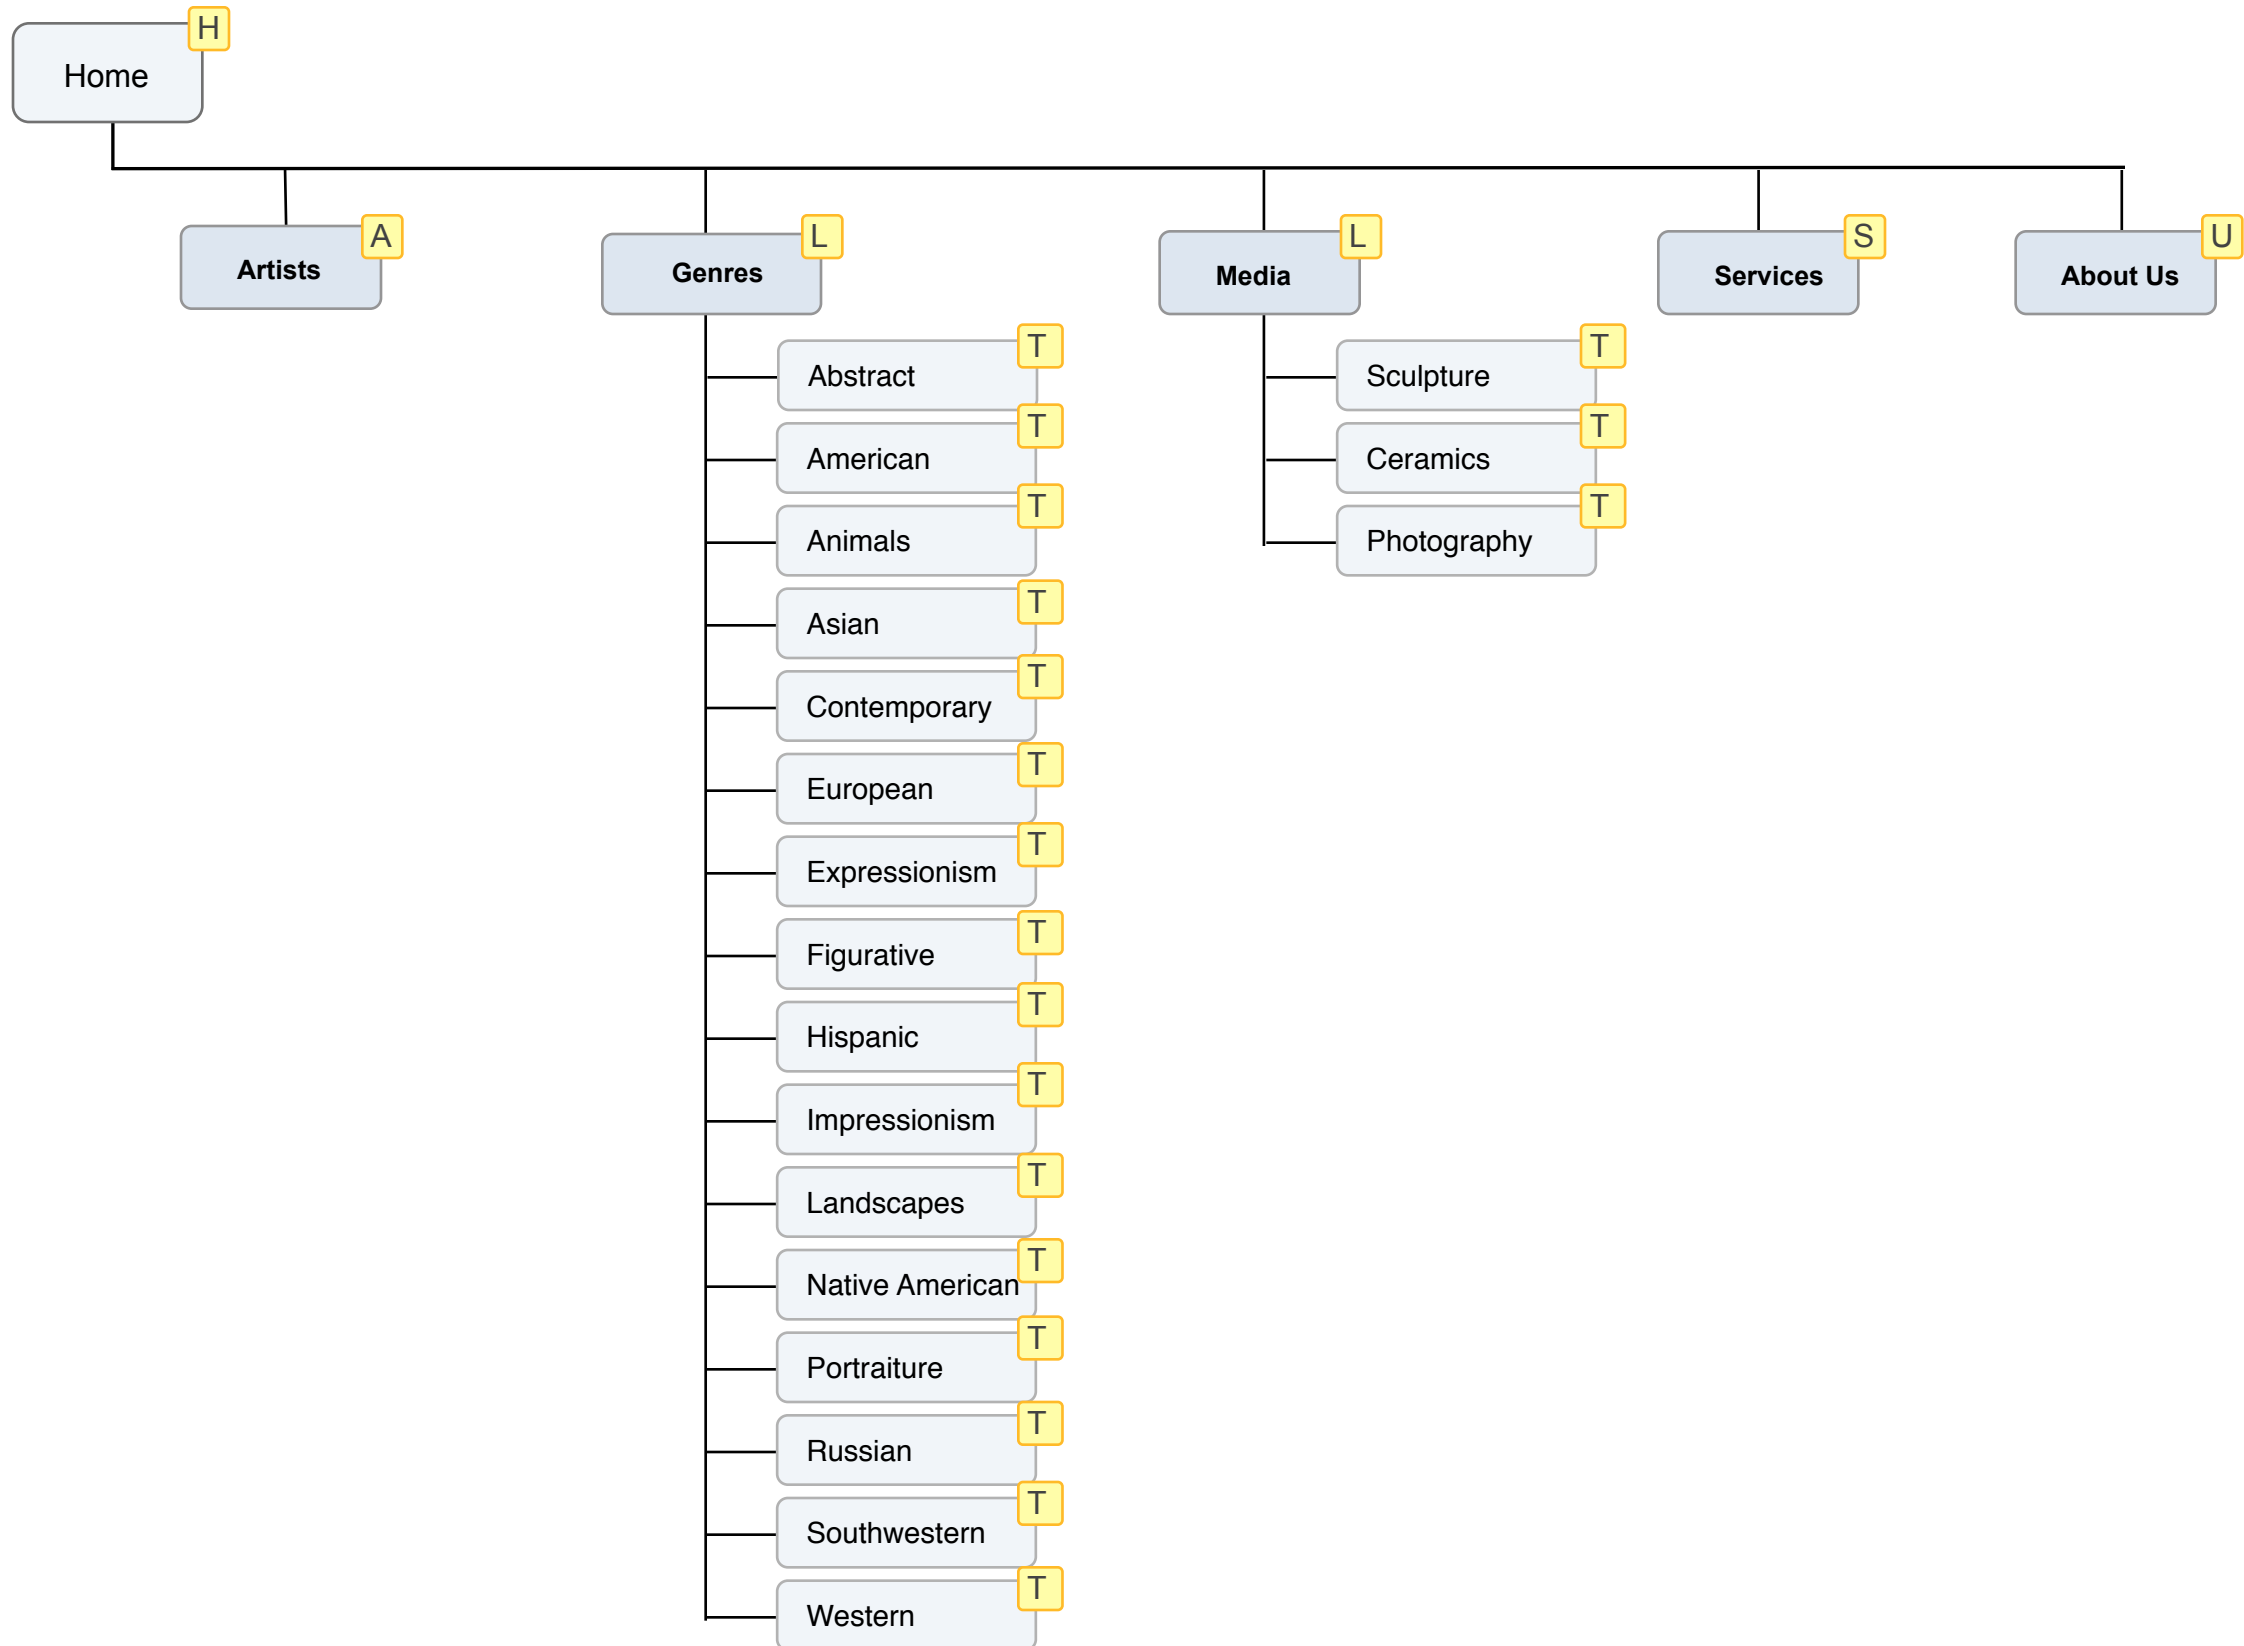 H
Home
A
Artists
L
Genres
L
Media
S
Services
U
About Us
T
Abstract
T
American
T
Animals
T
Asian
T
Contemporary
T
European
T
Expressionism
T
Figurative
T
Hispanic
T
Impressionism
T
Landscapes
T
Native American
T
Portraiture
T
Russian
T
Southwestern
T
Western
T
Sculpture
T
Ceramics
T
Photography